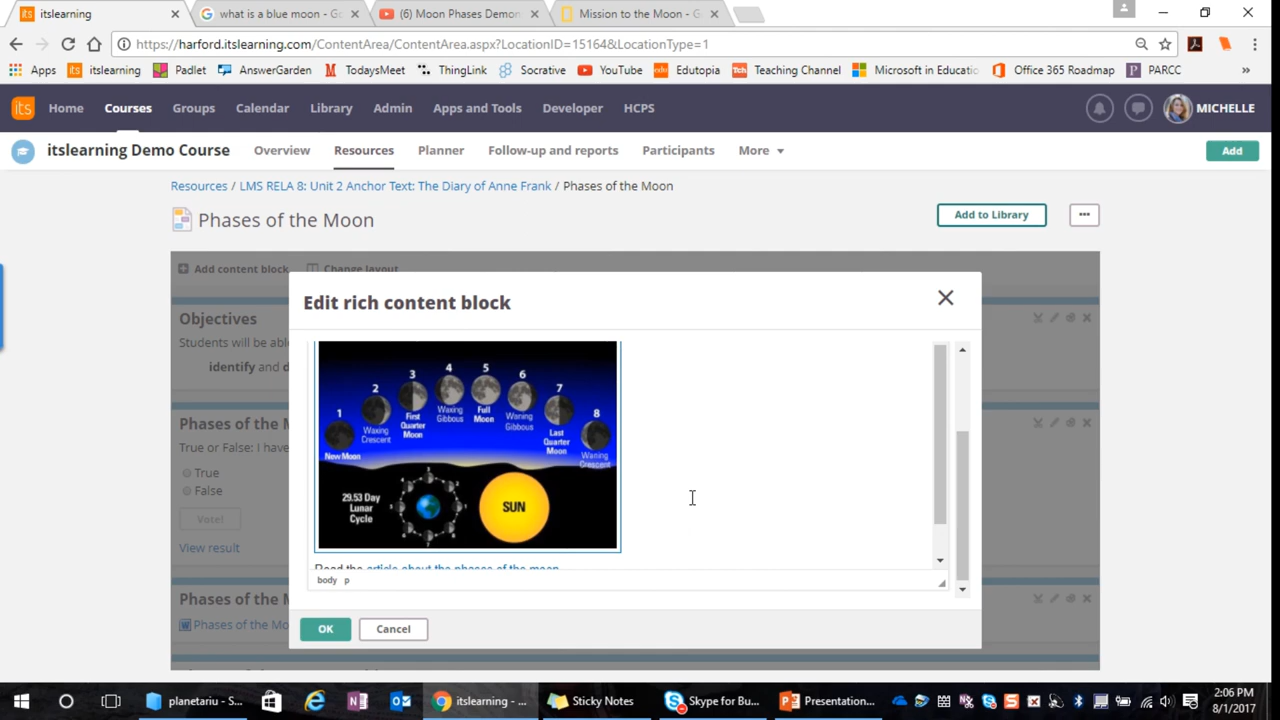 itslearning
what is a blue moon - Go
(6) Moon Phases Demon
Mission to the Moon - G
https://harford.itslearning.com/ContentArea/ContentArea.aspx?LocationID=15164&LocationType=1
Apps
its
itslearning
Padlet
AnswerGarden
TodaysMeet
ThingLink
Socrative
YouTube
edu
Edutopia
Tch
Teaching Channel
Microsoft in Educatio
Office 365 Roadmap
PARCC
»
its
Home
Courses
Groups
Calendar
Library
Admin
Apps and Tools
Developer
HCPS
MICHELLE
itslearning Demo Course
Overview
Resources
Planner
Follow-up and reports
Participants
More
Add
Resources / LMS RELA 8: Unit 2 Anchor Text: The Diary of Anne Frank / Phases of the Moon
Phases of the Moon
Add to Library
Add content block
Change layout
Edit rich content block
Objectives
Students will be abl
identify and d
Phases of the M
True or False: I have
True
False
Vote!
View result
Phases of the M
Phases of the Mo
1
New Moon
2
Waxing
Crescent
3
First
Quarter
Moon
4
Waxing
Gibbous
5
Full
Moon
6
Waning
Gibbous
7
Last
Quarter
Moon
8
Waning
Crescent
29.53 Day
Lunar
Cycle
SUN
Read the article about the phases of the moon
body p
OK
Cancel
planetariu - S...
itslearning - ...
Sticky Notes
Skype for Bu...
Presentation...
2:06 PM
8/1/2017